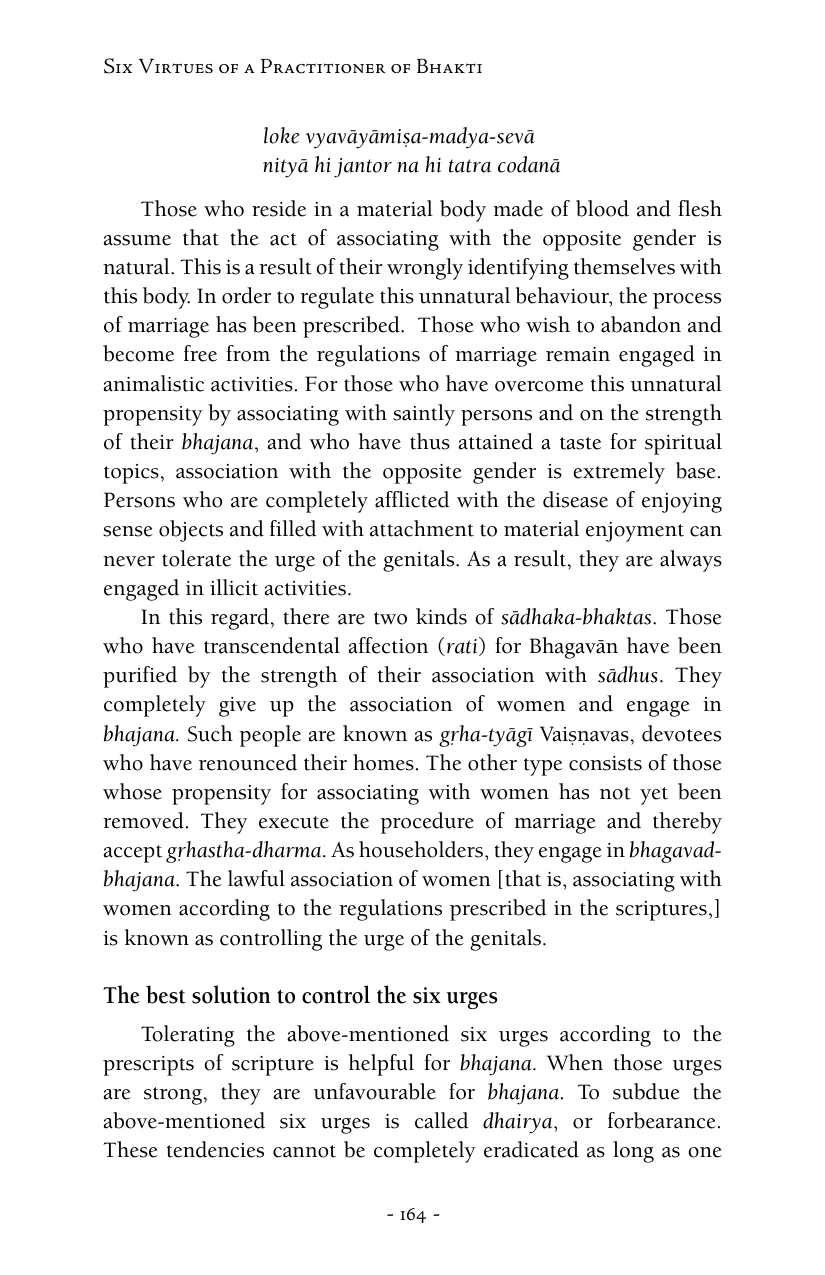 Six Virtues of a Practitioner of Bhakti
loke vyavāyāmiṣa-madya-sevā
nityā hi jantor na hi tatra codanā
Those who reside in a material body made of blood and flesh
assume that the act of associating with the opposite gender is
natural. This is a result of their wrongly identifying themselves with
this body. In order to regulate this unnatural behaviour, the process
of marriage has been prescribed.  Those who wish to abandon and
become free from the regulations of marriage remain engaged in
animalistic activities. For those who have overcome this unnatural
propensity by associating with saintly persons and on the strength
of their bhajana, and who have thus attained a taste for spiritual
topics, association with the opposite gender is extremely base.
Persons who are completely afflicted with the disease of enjoying
sense objects and filled with attachment to material enjoyment can
never tolerate the urge of the genitals. As a result, they are always
engaged in illicit activities.
In this regard, there are two kinds of sādhaka-bhaktas. Those
who have transcendental affection (rati) for Bhagavān have been
purified by the strength of their association with sādhus. They
completely give up the association of women and engage in
bhajana. Such people are known as gṛha-tyāgī Vaiṣṇavas, devotees
who have renounced their homes. The other type consists of those
whose propensity for associating with women has not yet been
removed. They execute the procedure of marriage and thereby
accept gṛhastha-dharma. As householders, they engage in bhagavad-
bhajana. The lawful association of women [that is, associating with
women according to the regulations prescribed in the scriptures,]
is known as controlling the urge of the genitals.
The best solution to control the six urges
Tolerating the above-mentioned six urges according to the
prescripts of scripture is helpful for bhajana. When those urges
are strong, they are unfavourable for bhajana. To subdue the
above-mentioned six urges is called dhairya, or forbearance.
These tendencies cannot be completely eradicated as long as one
- 164 -